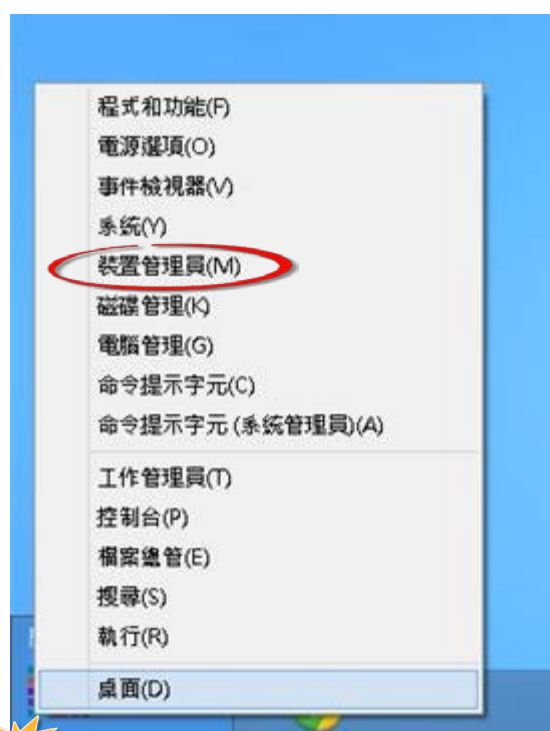 程式和功能(F)
電源選項(O)
事件檢視器(V)
系統(Y)
裝置管理員(M)
磁碟管理(K)
電腦管理(G)
命令提示字元(C)
命令提示字元 (系統管理員)(A)
工作管理員(T)
控制台(P)
檔案總管(E)
搜尋(S)
執行(R)
桌面(D)